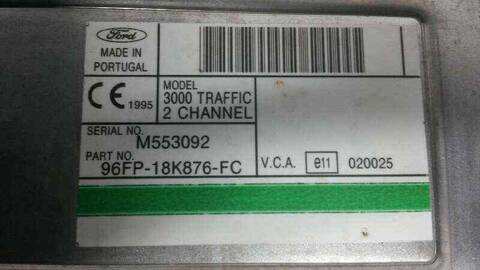 Ford
MADE IN
PORTUGAL
CE 1995
MODEL
3000 TRAFFIC
2 CHANNEL
SERIAL NO.
M553092
PART NO.
96FP-18K876-FC
V.C.A. e11 020025